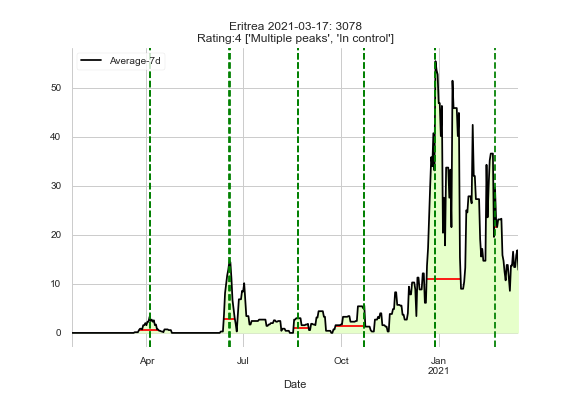 Eritrea 2021-03-17: 3078
Rating:4 ['Multiple peaks', 'In control']
Average-7d
50
40
30
20
10
0
Apr
Jul
Oct
Jan
2021
Date